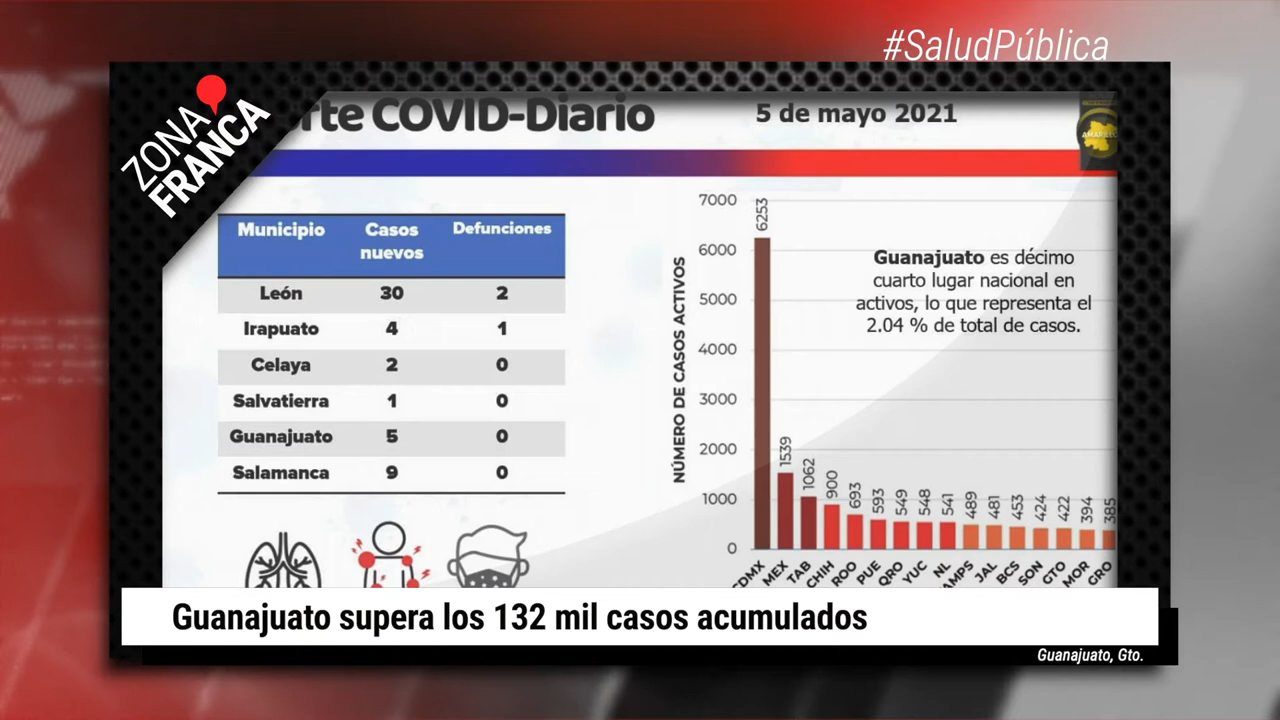 #SaludPública
ZONA
FRANCA
rte COVID-Diario
5 de mayo 2021
AMARILLO
Municipio Casos nuevos Defunciones
León 30 2
Irapuato 4 1
Celaya 2 0
Salvatierra 1 0
Guanajuato 5 0
Salamanca 9 0
NÚMERO DE CASOS ACTIVOS
7000
6000
5000
4000
3000
2000
1000
0
Guanajuato es décimo
cuarto lugar nacional en
activos, lo que representa el
2.04 % de total de casos.
6253 1539 1062 900 693 593 549 548 541 489 481 453 424 422 394 385
CDMX MEX TAB CHIH ROO PUE QRO YUC NL AMPS JAL BCS SON GTO MOR GRO
Guanajuato supera los 132 mil casos acumulados
Guanajuato, Gto.